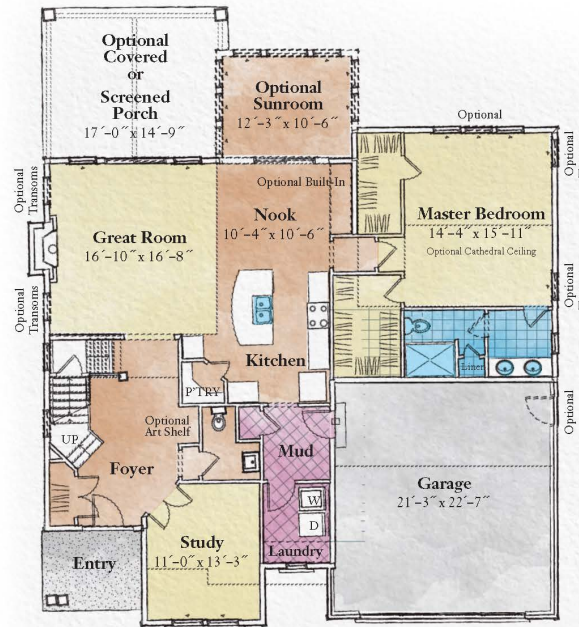 Optional
Covered
or
Screened
Porch
17´-0˝ x 14´-9˝
Optional
Sunroom
12´-3˝ x 10´-6˝
Optional
Optional
Optional
Transoms
Optional Built-In
Nook
10´-4˝ x 10´-6˝
Great Room
16´-10˝ x 16´-8˝
Master Bedroom
14´-4˝ x 15´-11˝
Optional Cathedral Ceiling
Optional
Optional
Transoms
Kitchen
Linen
P'TRY
Optional
Art Shelf
Optional
UP
Mud
Foyer
Garage
21´-3˝ x 22´-7˝
W
D
Study
11´-0˝ x 13´-3˝
Laundry
Entry